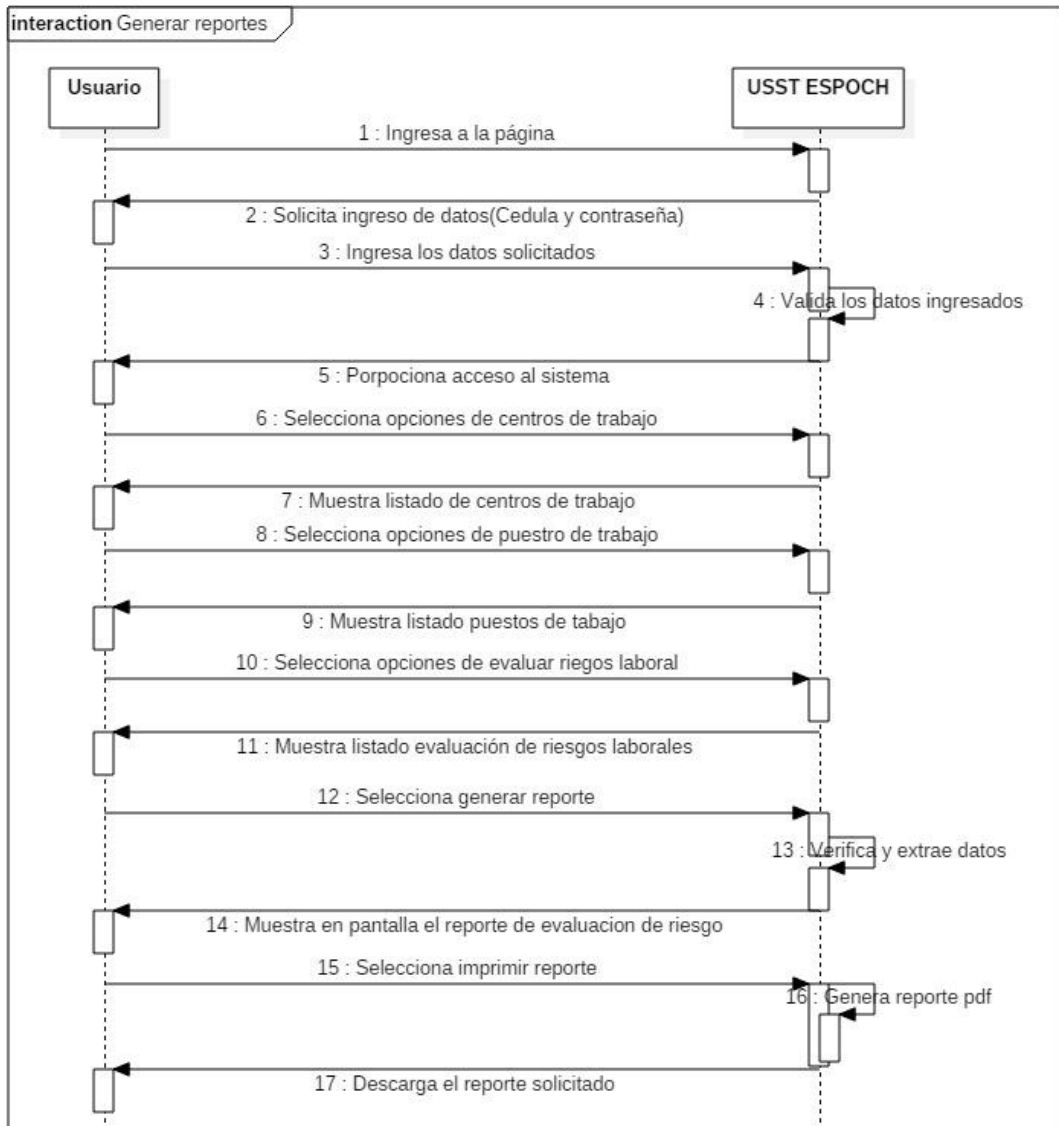 interaction Generar reportes
Usuario
USST ESPOCH
1 : Ingresa a la página
2 : Solicita ingreso de datos(Cedula y contraseña)
3 : Ingresa los datos solicitados
4 : Valida los datos ingresados
5 : Porpociona acceso al sistema
6 : Selecciona opciones de centros de trabajo
7 : Muestra listado de centros de trabajo
8 : Selecciona opciones de puestro de trabajo
9 : Muestra listado puestos de tabajo
10 : Selecciona opciones de evaluar riegos laboral
11 : Muestra listado evaluación de riesgos laborales
12 : Selecciona generar reporte
13 : Verifica y extrae datos
14 : Muestra en pantalla el reporte de evaluacion de riesgo
15 : Selecciona imprimir reporte
16 : Genera reporte pdf
17 : Descarga el reporte solicitado